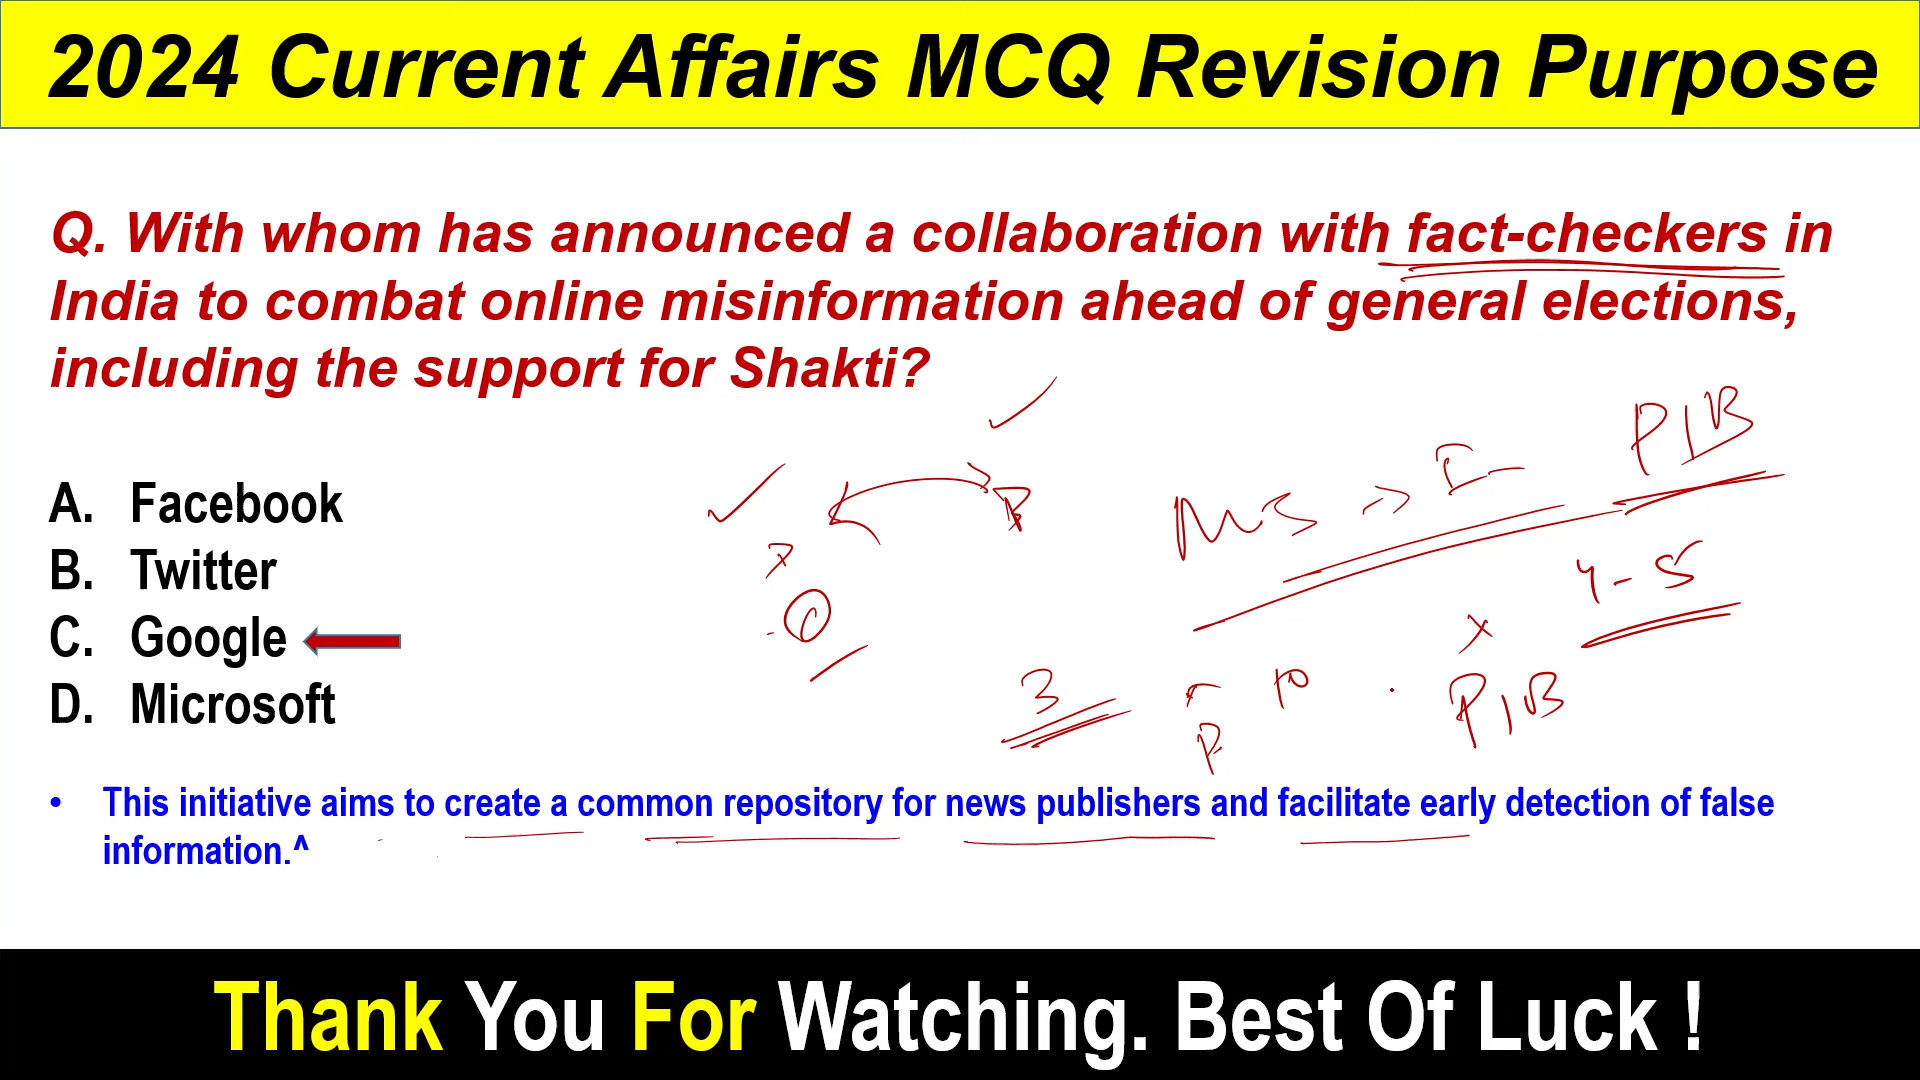 2024 Current Affairs MCQ Revision Purpose
Q. With whom has announced a collaboration with fact-checkers in
India to combat online misinformation ahead of general elections,
including the support for Shakti?
A. Facebook
B. Twitter
C. Google
D. Microsoft
PIB
4-5
3
PIB
• This initiative aims to create a common repository for news publishers and facilitate early detection of false
information.^
Thank You For Watching. Best Of Luck !